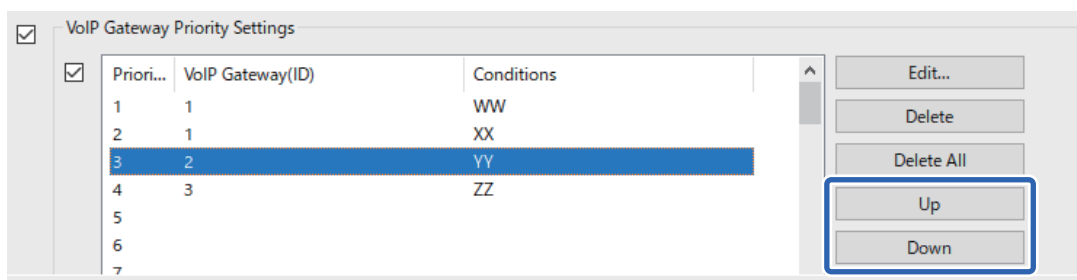 VoIP Gateway Priority Settings
Priori... VoIP Gateway(ID) Conditions
1 1 WW
2 1 XX
3 2 YY
4 3 ZZ
5
6
7
Edit...
Delete
Delete All
Up
Down